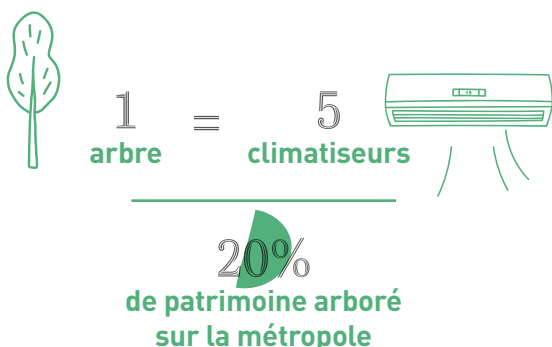 1 = 5
arbre climatiseurs
20%
de patrimoine arboré
sur la métropole